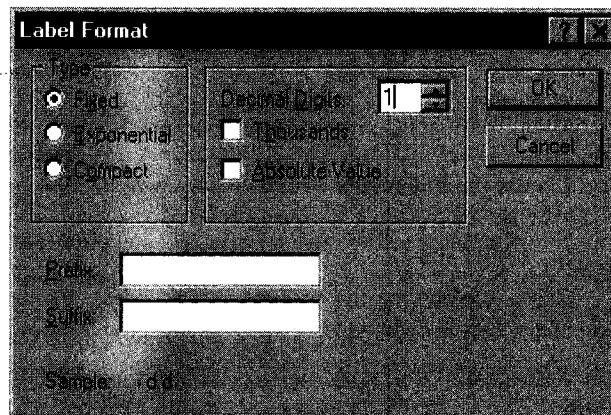 Label Format
? X
Type
Fixed
Exponential
Compact
Decimal Digits: 1
Thousands
Absolute Value
OK
Cancel
Prefix:
Suffix:
Sample: d.d